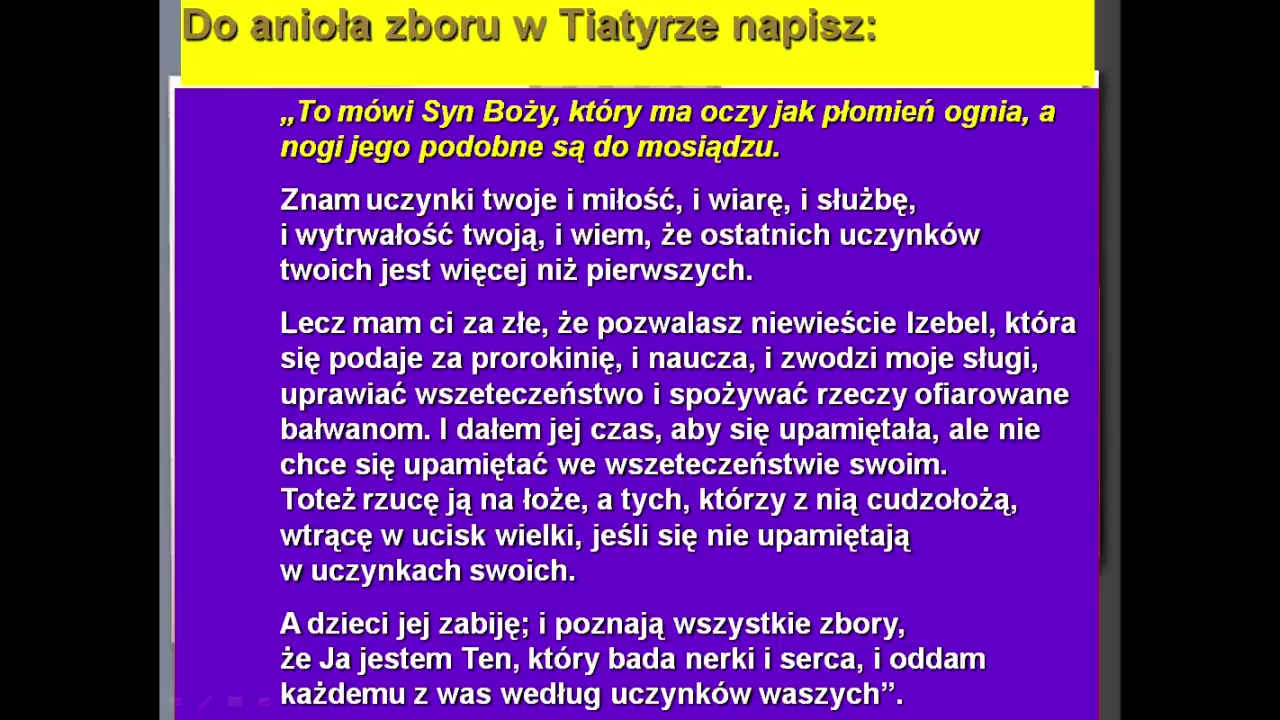 Do anioła zboru w Tiatyrze napisz:
„To mówi Syn Boży, który ma oczy jak płomień ognia, a
nogi jego podobne są do mosiądzu.
Znam uczynki twoje i miłość, i wiarę, i służbę,
i wytrwałość twoją, i wiem, że ostatnich uczynków
twoich jest więcej niż pierwszych.
Lecz mam ci za złe, że pozwalasz niewieście Izebel, która
się podaje za prorokinię, i naucza, i zwodzi moje sługi,
uprawiać wszeteczeństwo i spożywać rzeczy ofiarowane
bałwanom. I dałem jej czas, aby się upamiętała, ale nie
chce się upamiętać we wszeteczeństwie swoim.
Toteż rzucę ją na łoże, a tych, którzy z nią cudzołożą,
wtrącę w ucisk wielki, jeśli się nie upamiętają
w uczynkach swoich.
A dzieci jej zabiję; i poznają wszystkie zbory,
że Ja jestem Ten, który bada nerki i serca, i oddam
każdemu z was według uczynków waszych”.